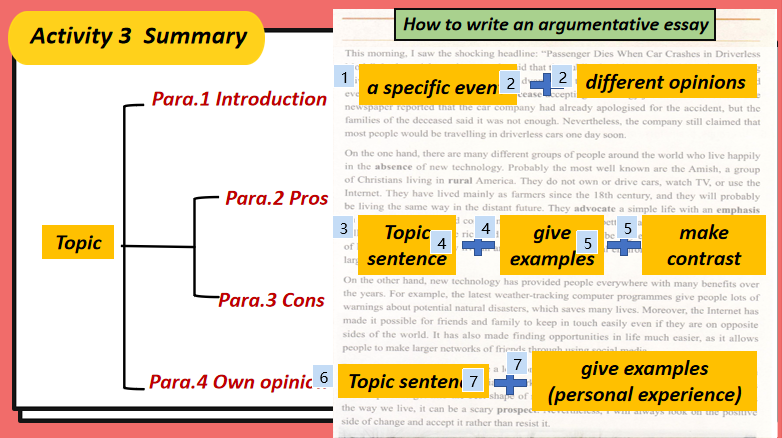 Activity 3 Summary
How to write an argumentative essay
Topic
Para.1 Introduction
Para.2 Pros
Para.3 Cons
Para.4 Own
This morning, I saw the shocking headline: "Passenger Dies When Car Crashes in Driverless
1
a specific
2
2
different opinions
newspaper reported that the car company had already apologised for the accident, but the
families of the deceased said it was not enough. Nevertheless, the company still claimed that
most people would be travelling in driverless cars one day soon.
On the one hand, there are many different groups of people around the world who live happily
in the absence of new technology. Probably the most well known are the Amish, a group
of Christians living in rural America. They do not own or drive cars, watch TV, or use the
Internet. They have lived mainly as farmers since the 18th century, and they will probably
be living the same way in the distant future. They advocate a simple life with an emphasis
3
Topic
sentence
4
4
give
examples
5
5
make
contrast
On the other hand, new technology has provided people everywhere with many benefits over
the years. For example, the latest weather-tracking computer programmes give people lots of
warnings about potential natural disasters, which saves many lives. Moreover, the Internet has
made it possible for friends and family to keep in touch easily even if they are on opposite
sides of the world. It has also made finding opportunities in life much easier, as it allows
people to make larger networks of friends through using social media.
6
Topic
7
7
give examples
(personal experience)
the way we live, it can be a scary always look on the positive
side of change and accept it rather than resist it.